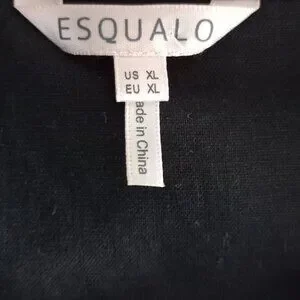 ESQUALO
US XL
EU XL
ade in China